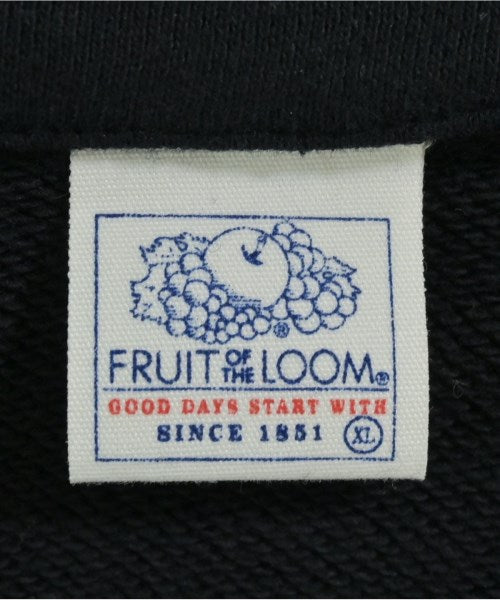 ®
FRUIT OF THE LOOM®
GOOD DAYS START WITH
SINCE 1851 XL